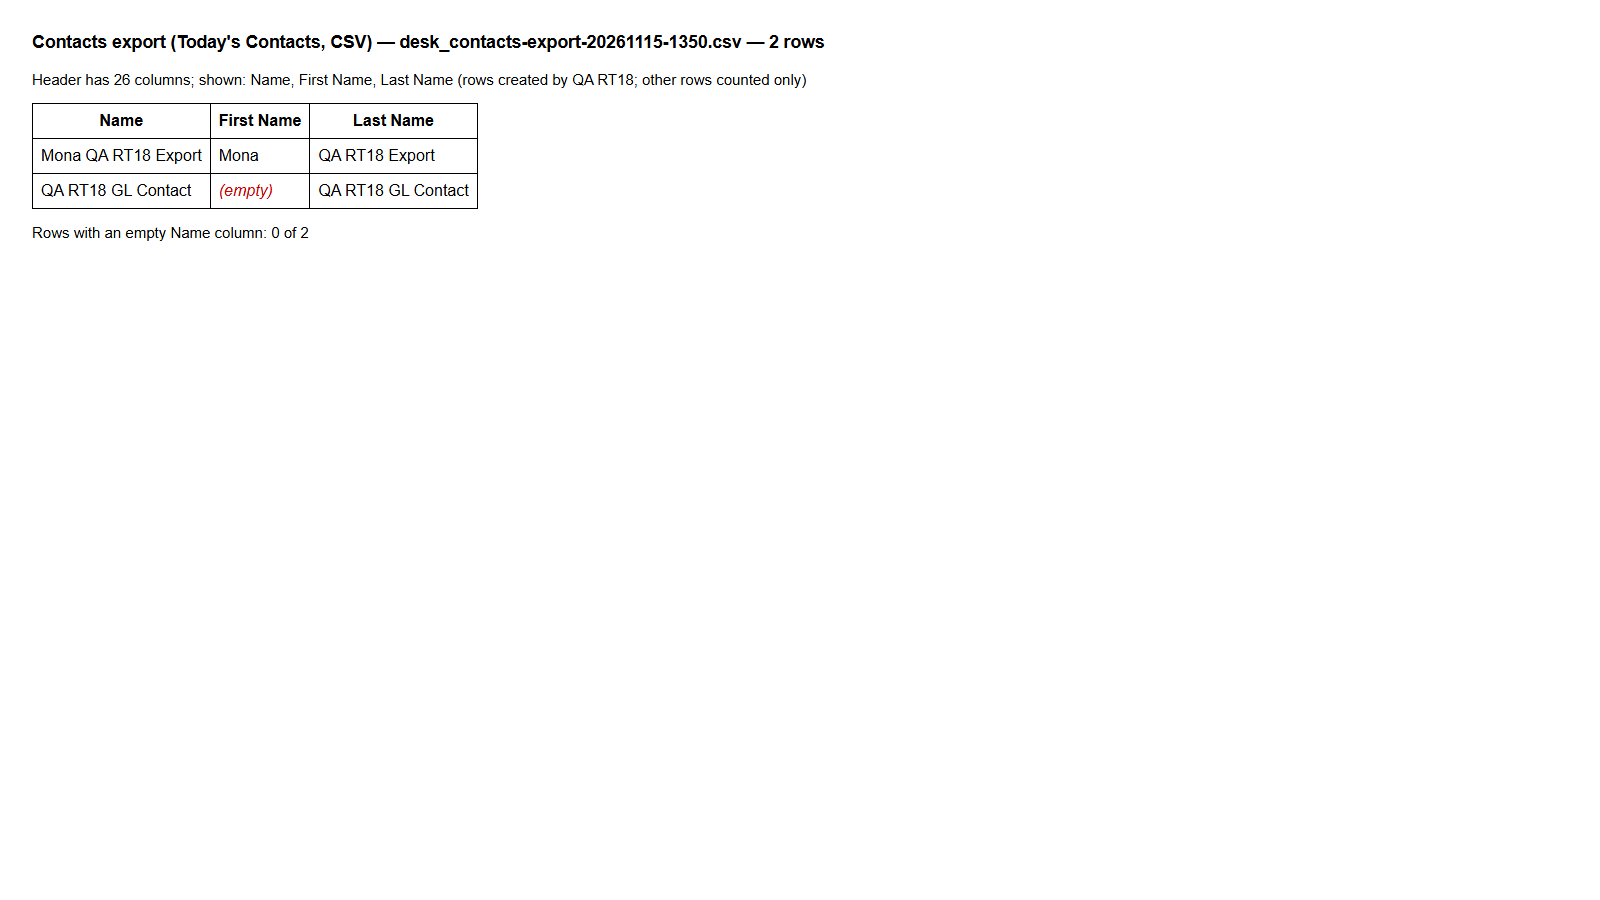 Contacts export (Today's Contacts, CSV) — desk_contacts-export-20261115-1350.csv — 2 rows
Header has 26 columns; shown: Name, First Name, Last Name (rows created by QA RT18; other rows counted only)
Name First Name Last Name
Mona QA RT18 Export Mona QA RT18 Export
QA RT18 GL Contact (empty) QA RT18 GL Contact
Rows with an empty Name column: 0 of 2